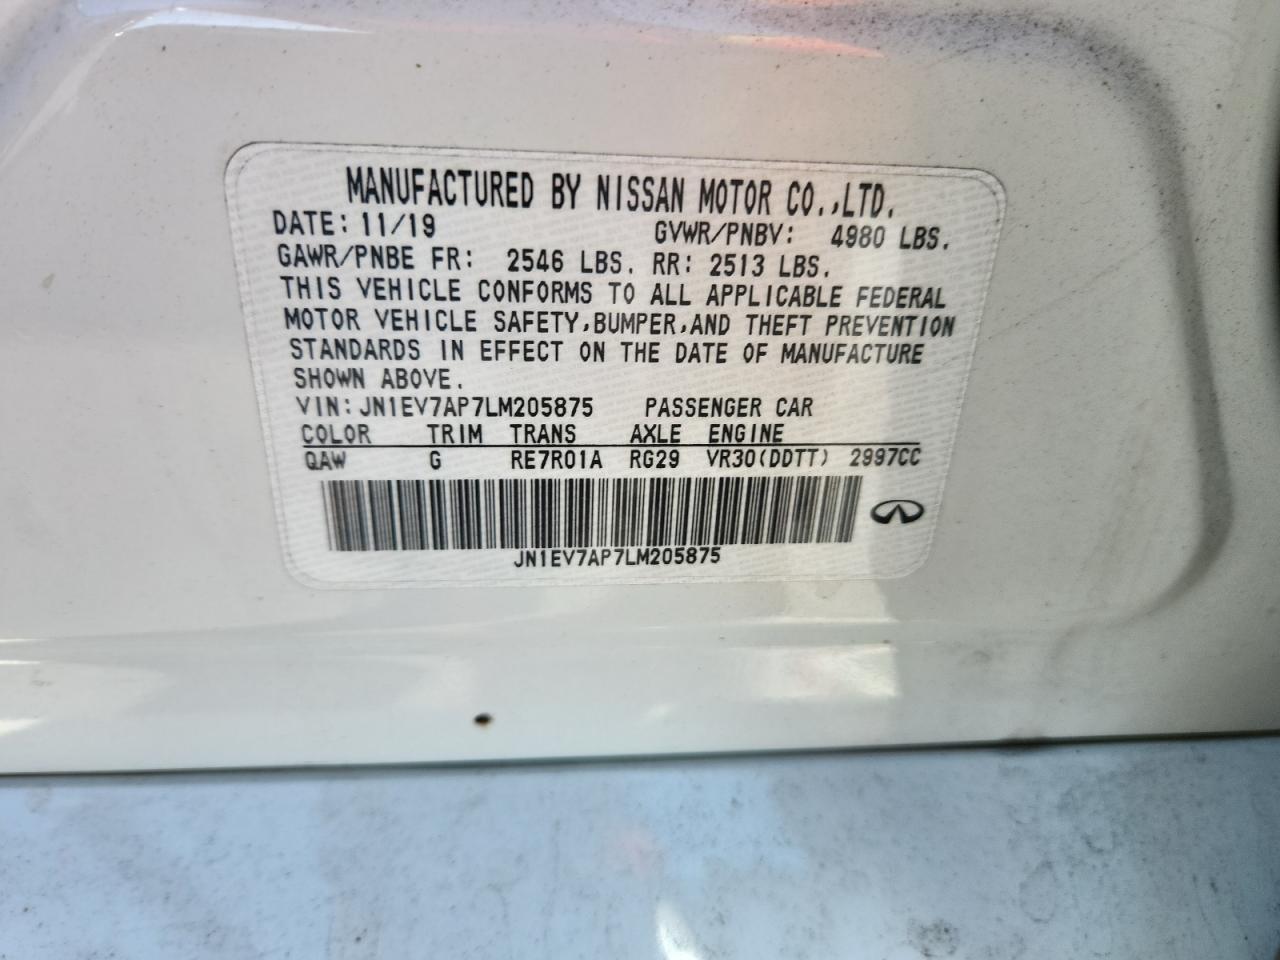 MANUFACTURED BY NISSAN MOTOR CO.,LTD.
DATE: 11/19 GVWR/PNBV: 4980 LBS.
GAWR/PNBE FR: 2546 LBS. RR: 2513 LBS.
THIS VEHICLE CONFORMS TO ALL APPLICABLE FEDERAL
MOTOR VEHICLE SAFETY,BUMPER,AND THEFT PREVENTION
STANDARDS IN EFFECT ON THE DATE OF MANUFACTURE
SHOWN ABOVE.
VIN: JN1EV7AP7LM205875 PASSENGER CAR
COLOR TRIM TRANS AXLE ENGINE
QAW G RE7R01A RG29 VR30(DDTT) 2997CC
JN1EV7AP7LM205875